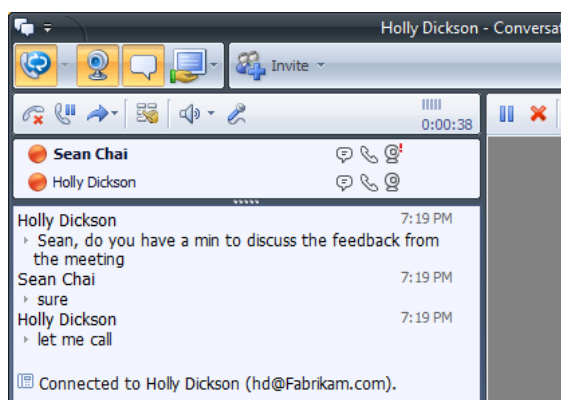 Holly Dickson - Conversat
Invite
0:00:38
Sean Chai
Holly Dickson
Holly Dickson 7:19 PM
Sean, do you have a min to discuss the feedback from
the meeting
Sean Chai 7:19 PM
sure
Holly Dickson 7:19 PM
let me call
Connected to Holly Dickson (hd@Fabrikam.com).